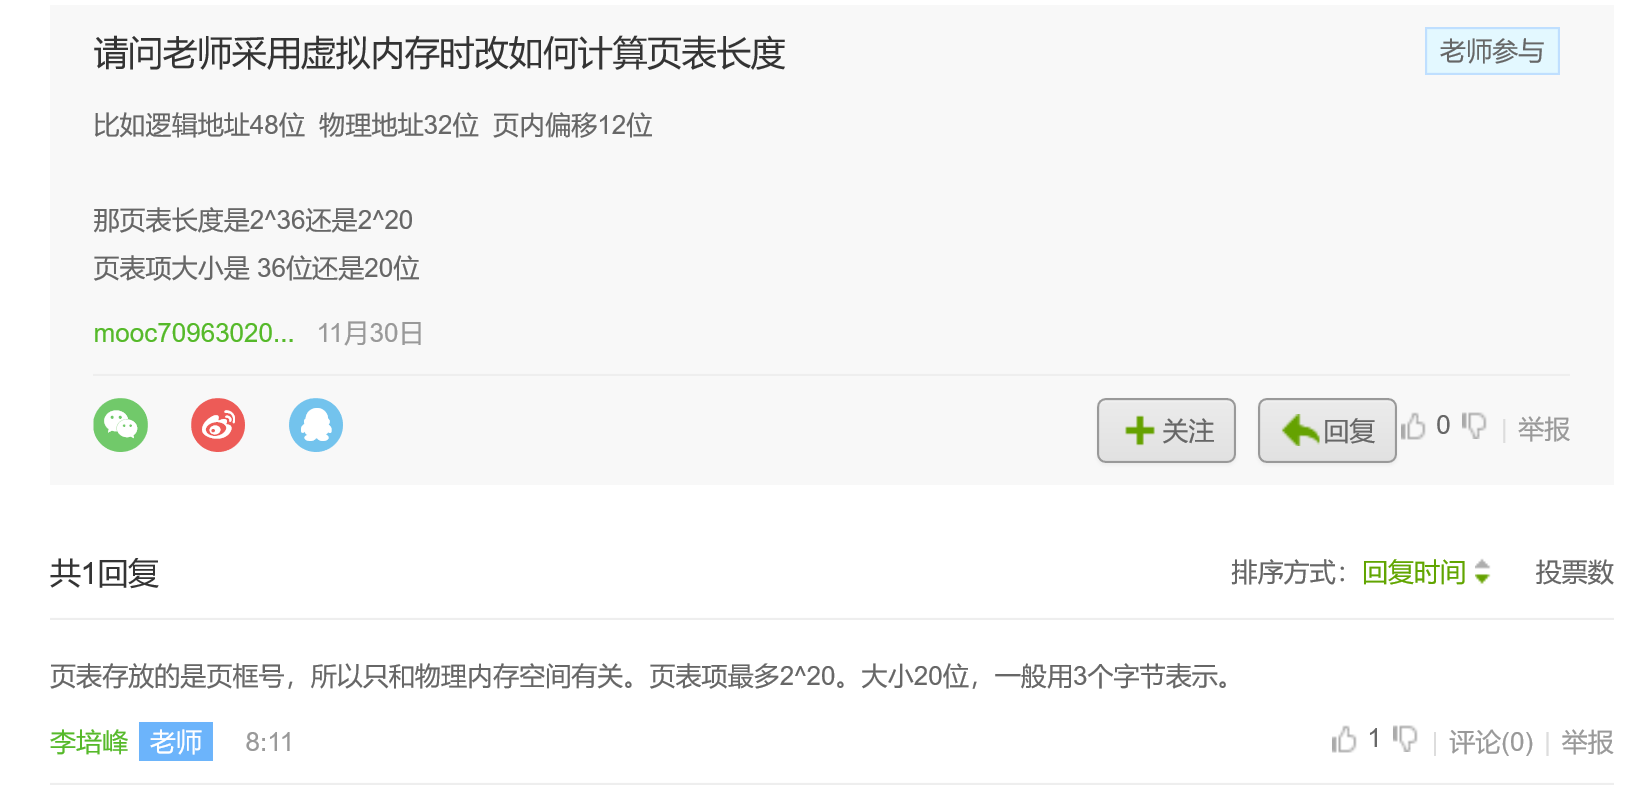 请问老师采用虚拟内存时改如何计算页表长度
老师参与
比如逻辑地址48位 物理地址32位 页内偏移12位
那页表长度是2^36还是2^20
页表项大小是 36位还是20位
mooc70963020... 11月30日
关注 回复 0 | 举报
共1回复
排序方式：回复时间 投票数
页表存放的是页框号，所以只和物理内存空间有关。页表项最多2^20。大小20位，一般用3个字节表示。
李培峰 老师 8:11
1 | 评论(0) | 举报